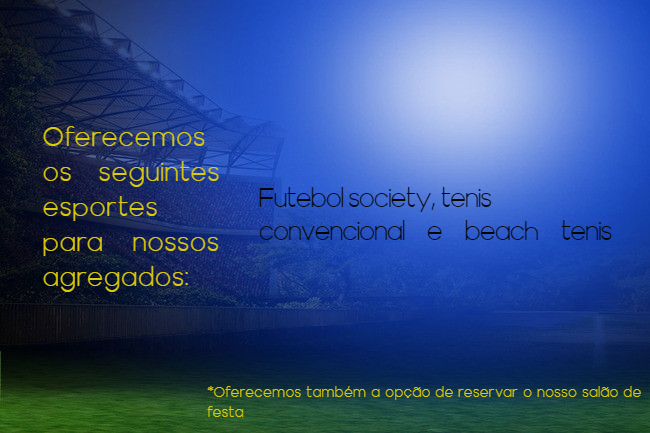 Oferecemos
os seguintes
esportes
para nossos
agregados:
Futebol society, tenis
convencional e beach tenis
*Oferecemos também a opção de reservar o nosso salão de
festa